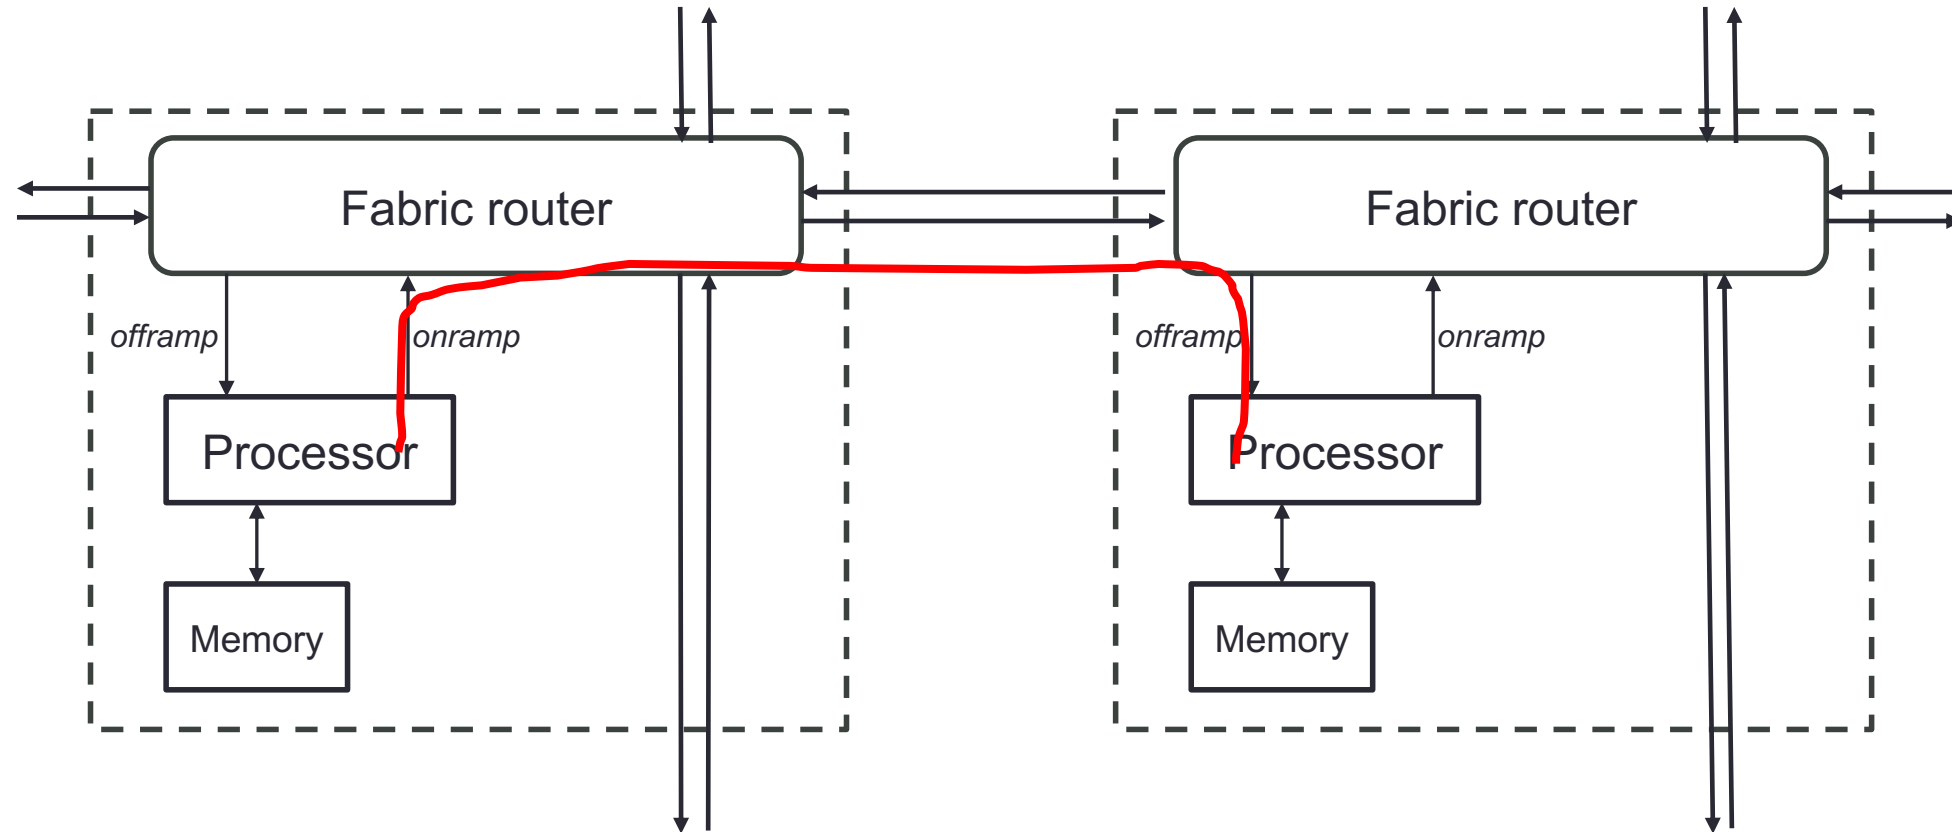 Fabric router
offramp
onramp
Processor
Memory
Fabric router
offramp
onramp
Processor
Memory